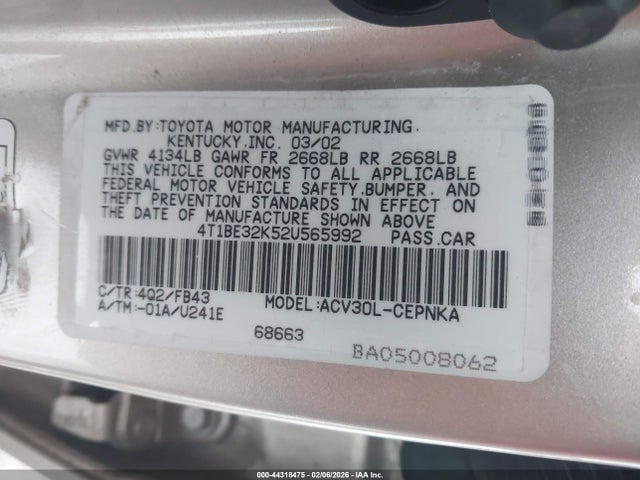 MFD.BY:TOYOTA MOTOR MANUFACTURING,
KENTUCKY,INC. 03/02
GVWR 4134LB GAWR FR 2668LB RR 2668LB
THIS VEHICLE CONFORMS TO ALL APPLICABLE
FEDERAL MOTOR VEHICLE SAFETY,BUMPER, AND
THEFT PREVENTION STANDARDS IN EFFECT ON
THE DATE OF MANUFACTURE SHOWN ABOVE
4T1BE32K52U565992 PASS.CAR
C/TR:4Q2/FB43 MODEL:ACV30L-CEPNKA
A/TM:-01A/U241E
68663
BA05008062
000-44318475 - 02/06/2026 - IAA Inc.